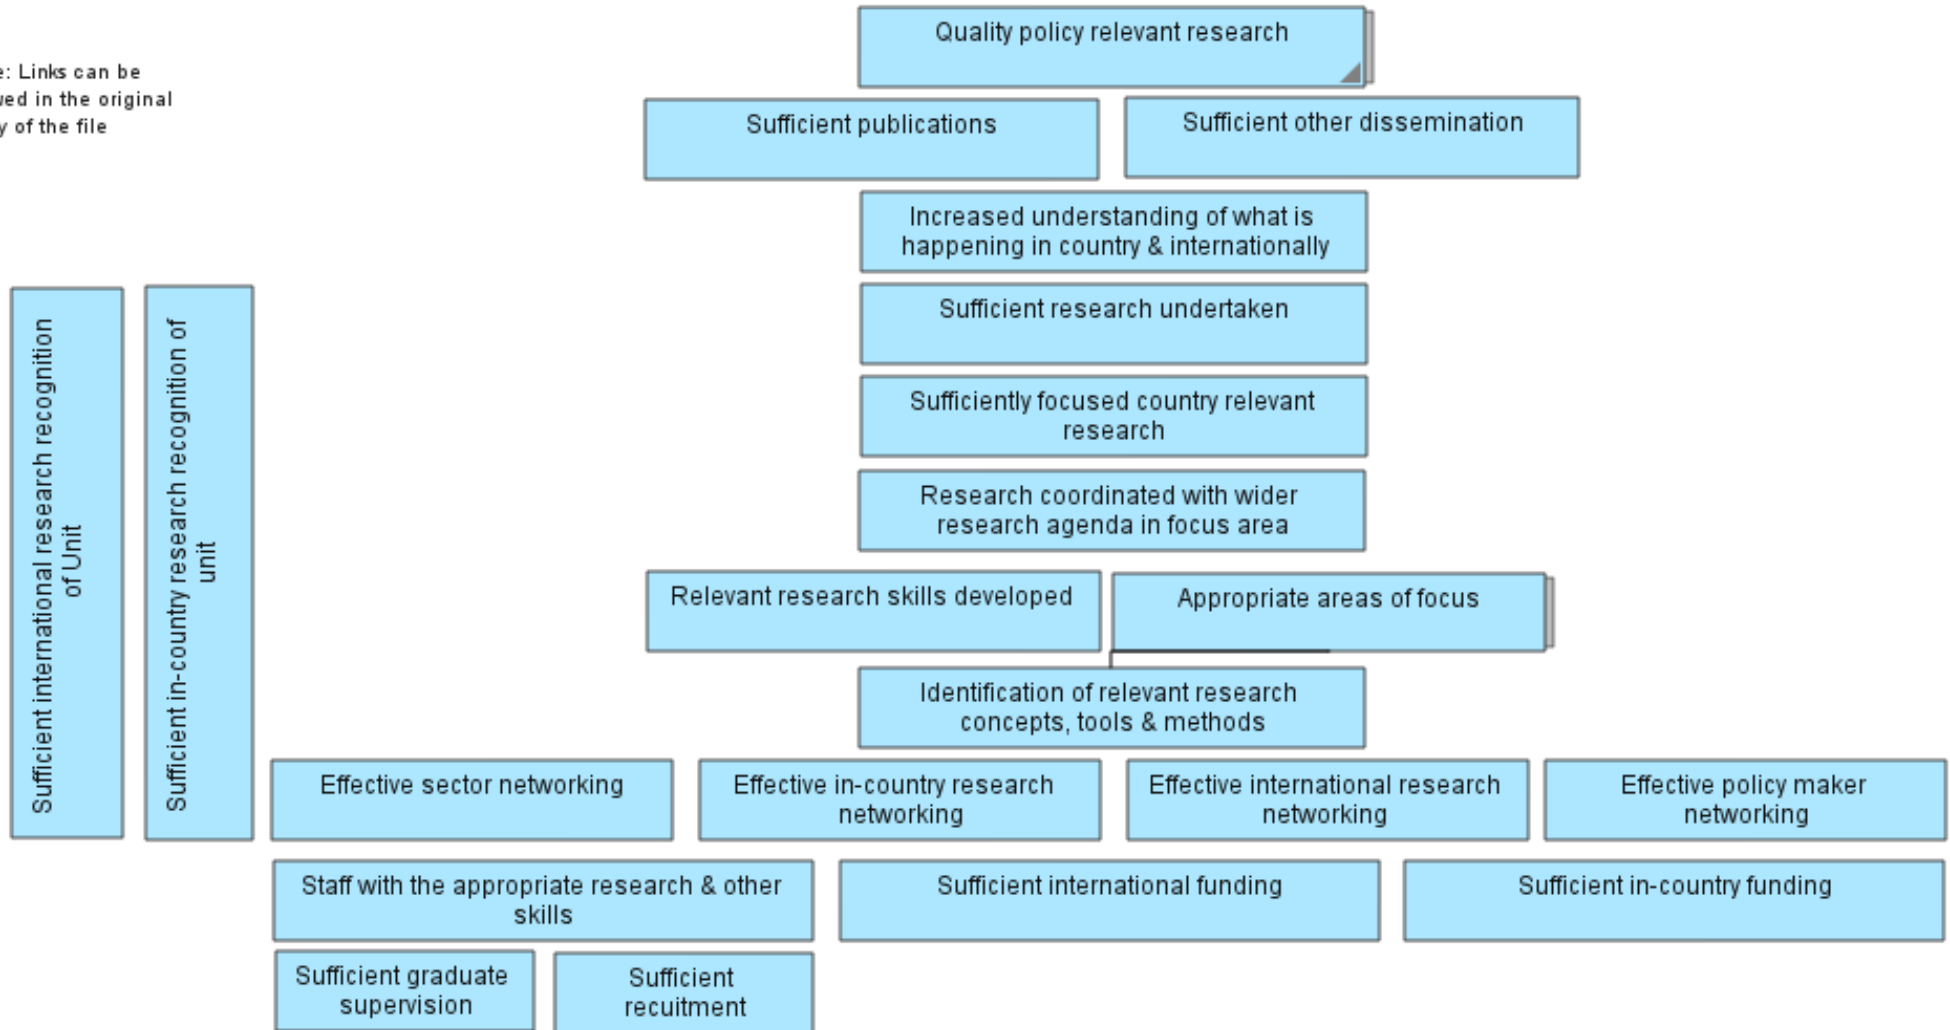 Quality policy relevant research
e: Links can be
ved in the original
y of the file
Sufficient publications
Sufficient other dissemination
Increased understanding of what is
happening in country & internationally
Sufficient research undertaken
Sufficiently focused country relevant
research
Research coordinated with wider
research agenda in focus area
Relevant research skills developed
Appropriate areas of focus
Identification of relevant research
concepts, tools & methods
Sufficient international research recognition
of Unit
Sufficient in-country research recognition of
unit
Effective sector networking
Effective in-country research
networking
Effective international research
networking
Effective policy maker
networking
Staff with the appropriate research & other
skills
Sufficient international funding
Sufficient in-country funding
Sufficient graduate
supervision
Sufficient
recuitment